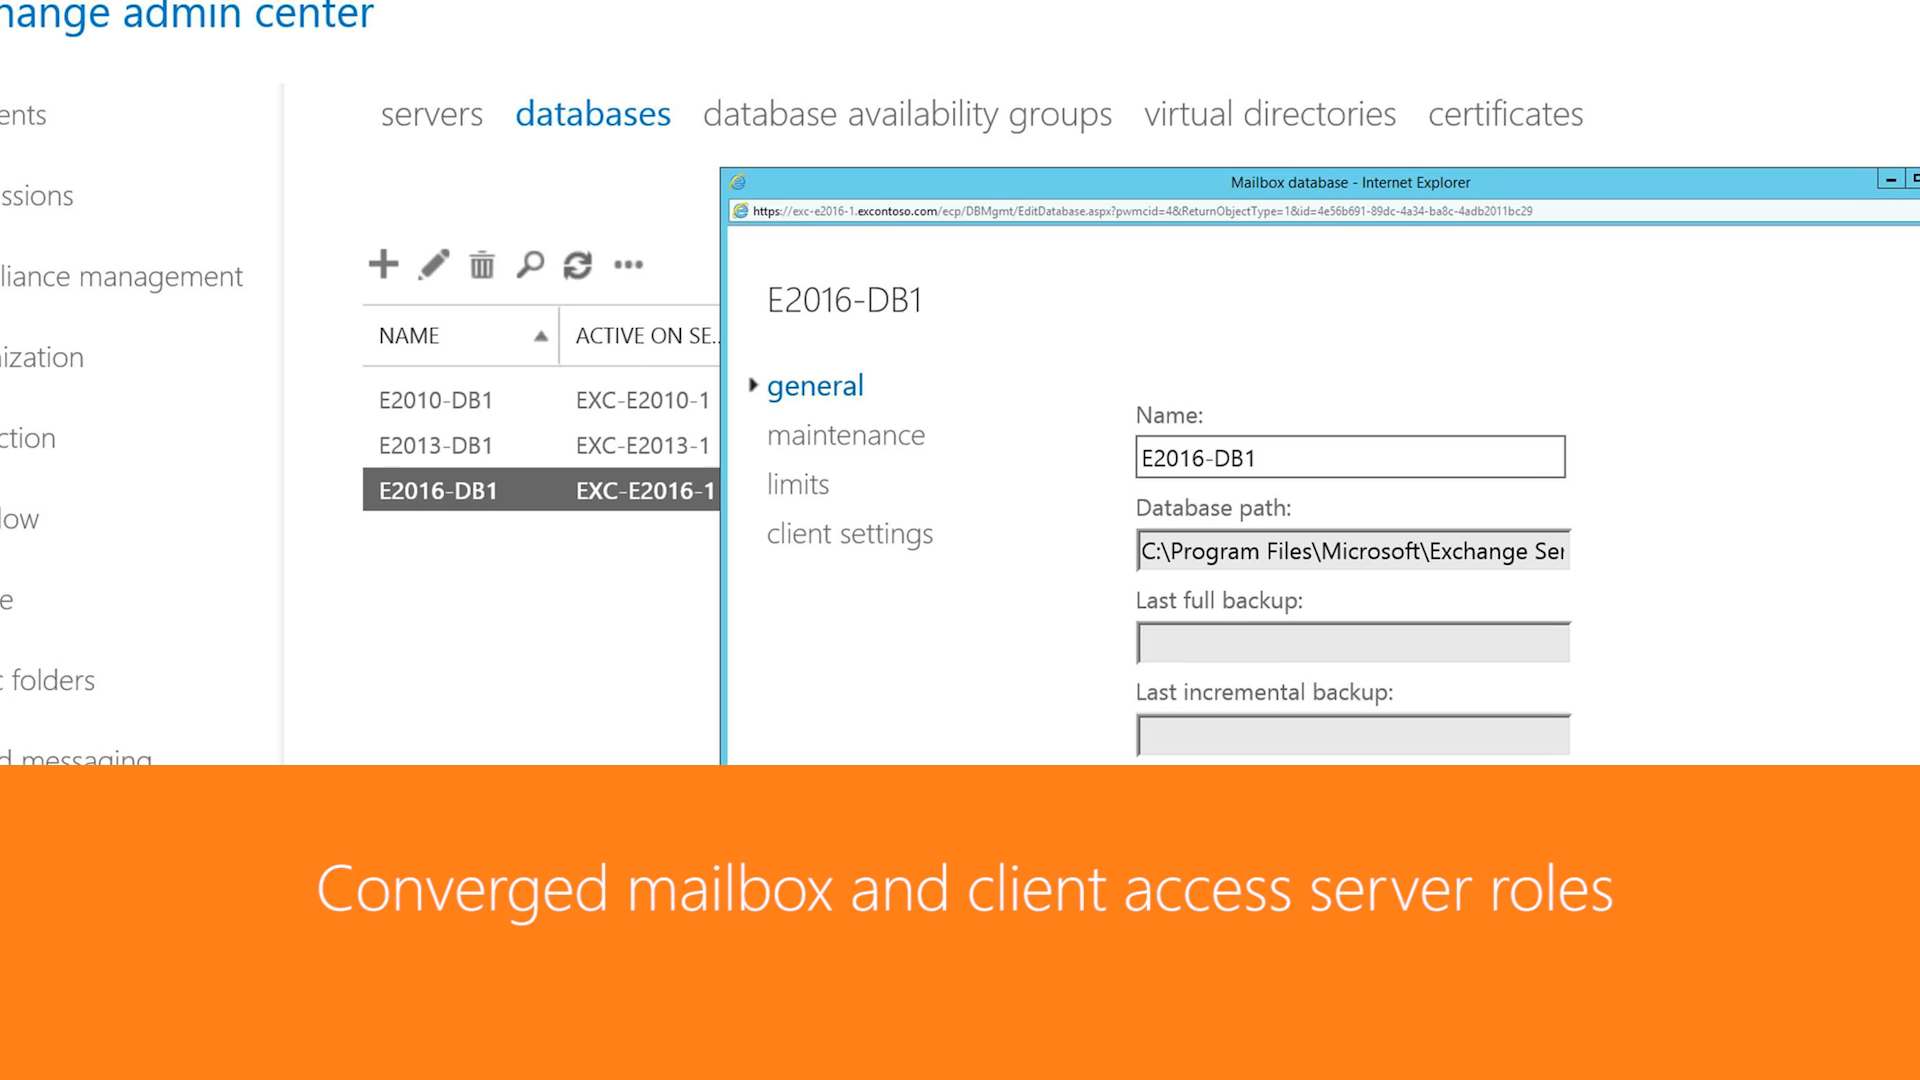 hange admin center
ents
ssions
liance management
ization
ction
low
e
c folders
d messaging
servers databases database availability groups virtual directories certificates
NAME ACTIVE ON SE..
E2010-DB1 EXC-E2010-1
E2013-DB1 EXC-E2013-1
E2016-DB1 EXC-E2016-1
Mailbox database - Internet Explorer
https://exc-e2016-1.excontoso.com/ecp/DBMgmt/EditDatabase.aspx?pwmcid=4&ReturnObjectType=1&id=4e56b691-89dc-4a34-ba8c-4adb2011bc29
E2016-DB1
general
maintenance
limits
client settings
Name:
E2016-DB1
Database path:
C:\Program Files\Microsoft\Exchange Ser
Last full backup:
Last incremental backup:
Converged mailbox and client access server roles